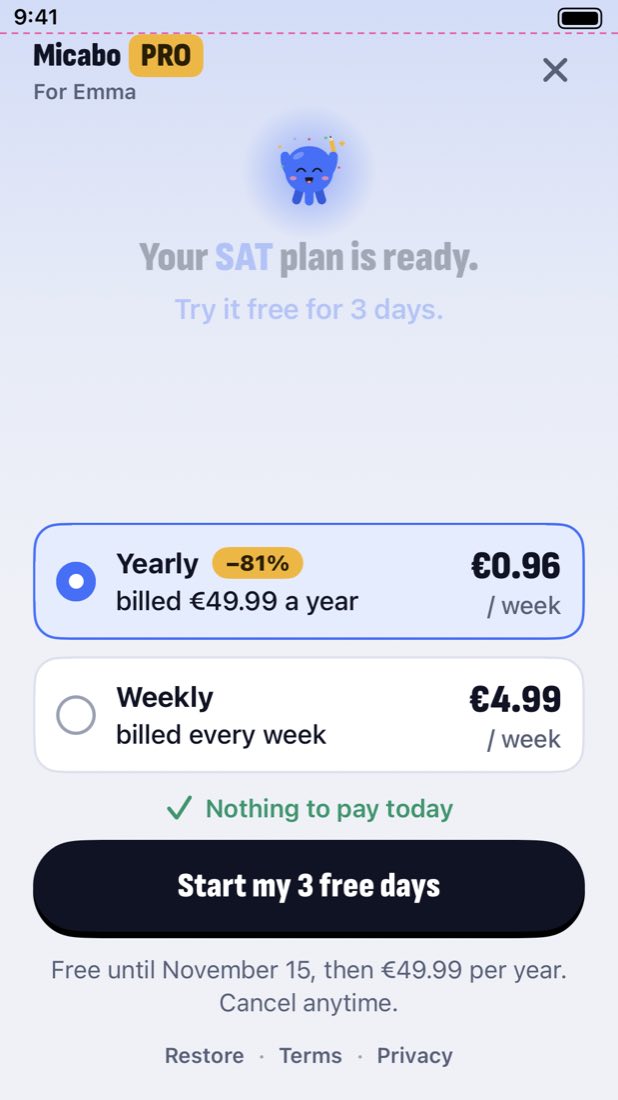 9:41
Micabo PRO
For Emma
Your SAT plan is ready.
Try it free for 3 days.
Yearly −81%
billed €49.99 a year
€0.96
/ week
Weekly
billed every week
€4.99
/ week
Nothing to pay today
Start my 3 free days
Free until November 15, then €49.99 per year.
Cancel anytime.
Restore · Terms · Privacy